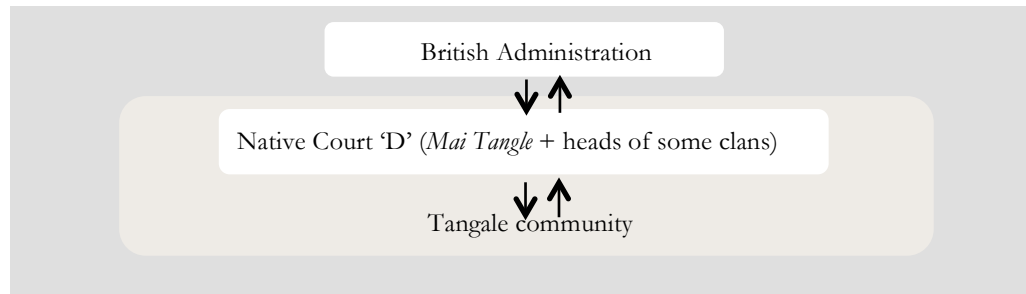 British Administration
Native Court ‘D’ (Mai Tangle + heads of some clans)
Tangale community